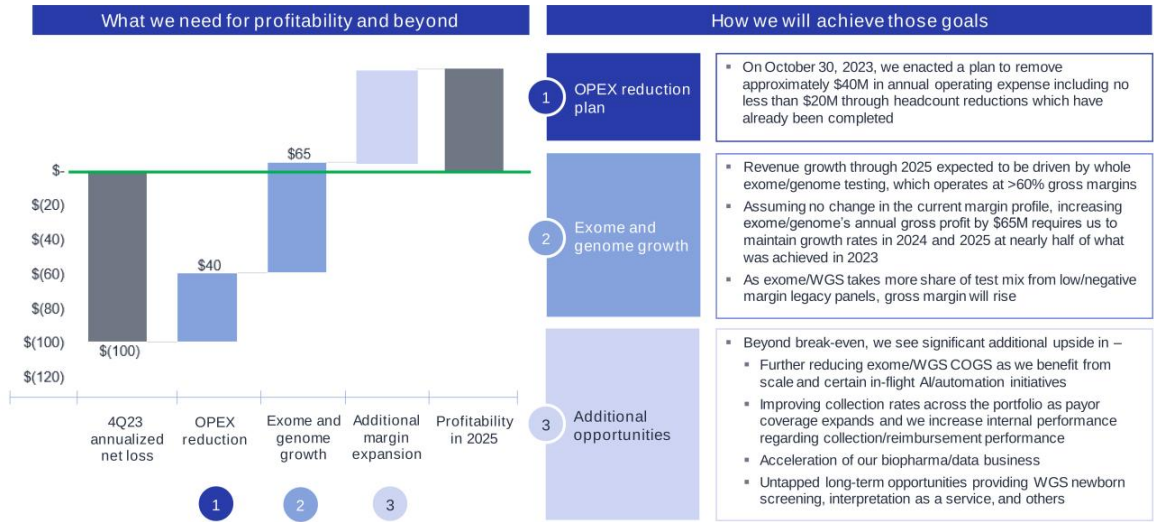 What we need for profitability and beyond
$65
$-
$(20)
$(40)
$40
$(60)
$(80)
$(100)
$(100)
$(120)
4Q23
annualized
net loss
OPEX
reduction
Exome and
genome
growth
Additional
margin
expansion
Profitability
in 2025
1
2
3
How we will achieve those goals
1
OPEX reduction
plan
▪ On October 30, 2023, we enacted a plan to remove
approximately $40M in annual operating expense including no
less than $20M through headcount reductions which have
already been completed
2
Exome and
genome growth
▪ Revenue growth through 2025 expected to be driven by whole
exome/genome testing, which operates at >60% gross margins
▪ Assuming no change in the current margin profile, increasing
exome/genome's annual gross profit by $65M requires us to
maintain growth rates in 2024 and 2025 at nearly half of what
was achieved in 2023
▪ As exome/WGS takes more share of test mix from low/negative
margin legacy panels, gross margin will rise
3
Additional
opportunities
▪ Beyond break-even, we see significant additional upside in –
▪ Further reducing exome/WGS COGS as we benefit from
scale and certain in-flight AI/automation initiatives
▪ Improving collection rates across the portfolio as payor
coverage expands and we increase internal performance
regarding collection/reimbursement performance
▪ Acceleration of our biopharma/data business
▪ Untapped long-term opportunities providing WGS newborn
screening, interpretation as a service, and others